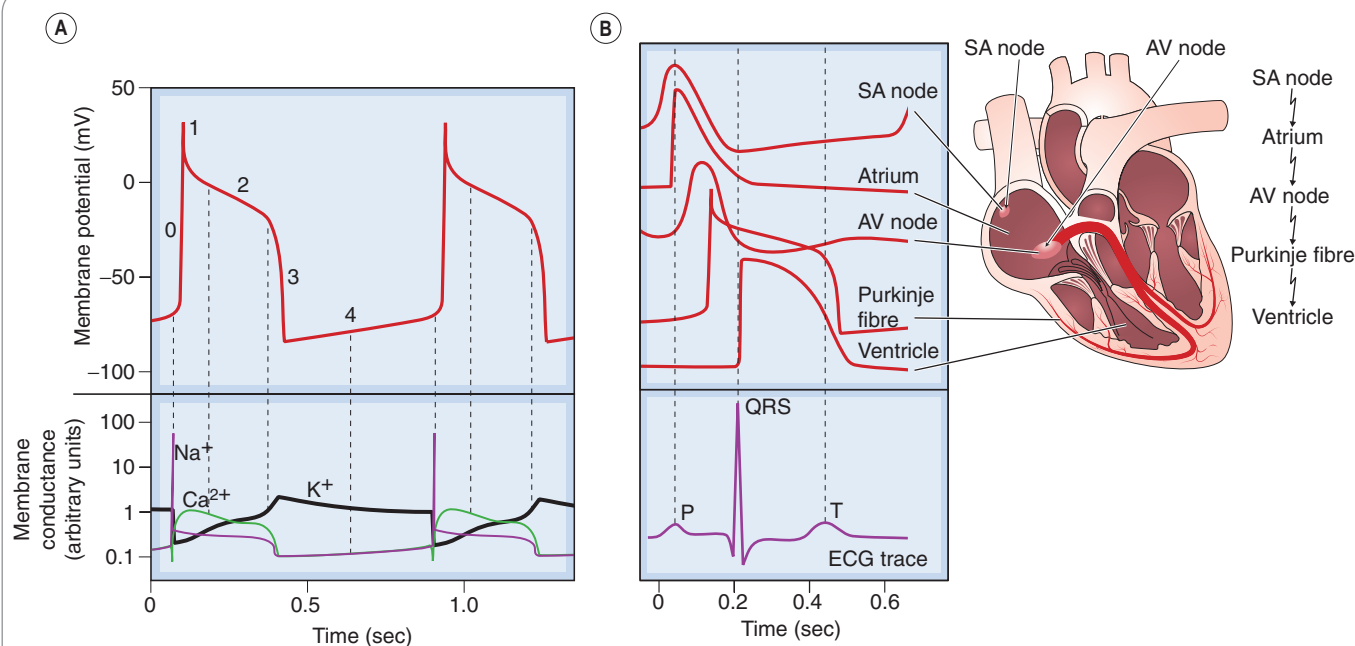 A
Membrane potential (mV)
50
0
−50
−100
1
2
0
3
4
Membrane
conductance
(arbitrary units)
100
10
1
0.1
Na+
Ca2+
K+
0
0.5
1.0
Time (sec)
B
SA node
Atrium
AV node
Purkinje
fibre
Ventricle
QRS
P
T
ECG trace
0
0.2
0.4
0.6
Time (sec)
SA node
AV node
SA node
Atrium
AV node
Purkinje fibre
Ventricle